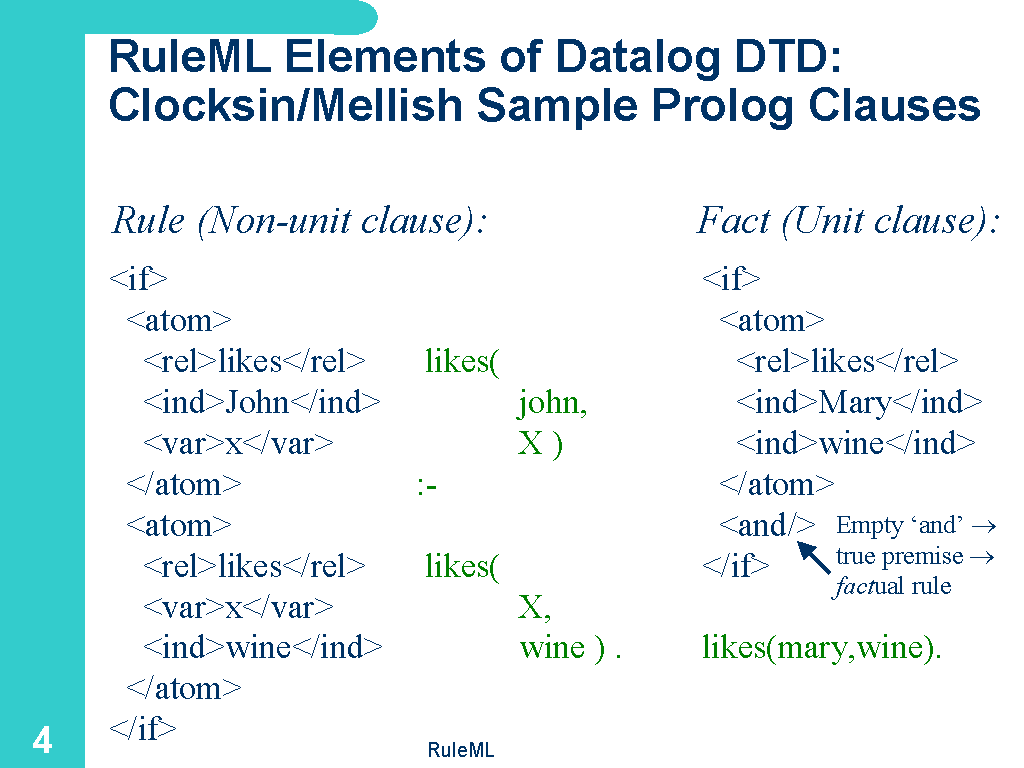 RuleML Elements of Datalog DTD:
Clocksin/Mellish Sample Prolog Clauses
Rule (Non-unit clause):
<if>
<atom>
<rel>likes</rel> likes(
<ind>John</ind> john,
<var>x</var> X )
</atom> :-
<atom>
<rel>likes</rel> likes(
<var>x</var> X,
<ind>wine</ind> wine ) .
</atom>
</if>
Fact (Unit clause):
<if>
<atom>
<rel>likes</rel>
<ind>Mary</ind>
<ind>wine</ind>
</atom>
<and/>
</if>
Empty ‘and’ →
true premise →
factual rule
likes(mary,wine).
4
RuleML